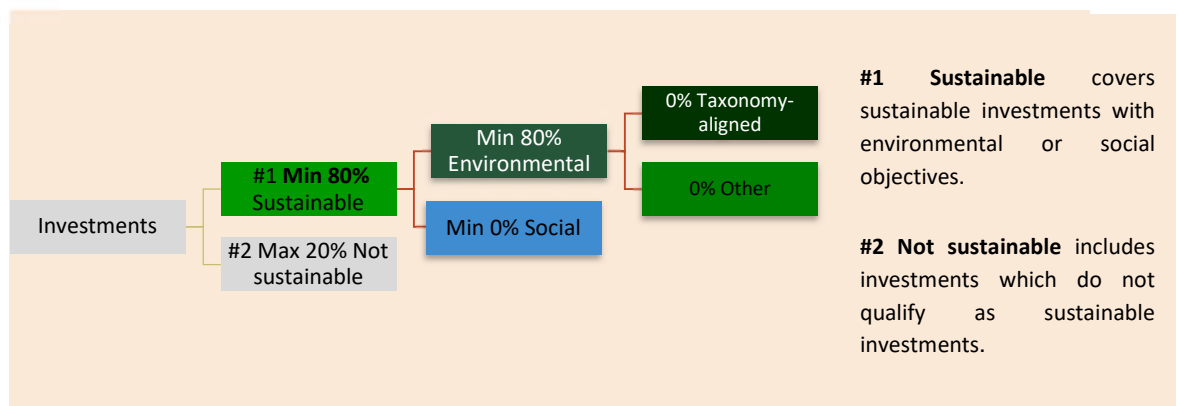 Investments
#1 Min 80%
Sustainable
#2 Max 20% Not
sustainable
Min 80%
Environmental
Min 0% Social
0% Taxonomy-
aligned
0% Other
#1 Sustainable covers
sustainable investments with
environmental or social
objectives.
#2 Not sustainable includes
investments which do not
qualify as sustainable
investments.